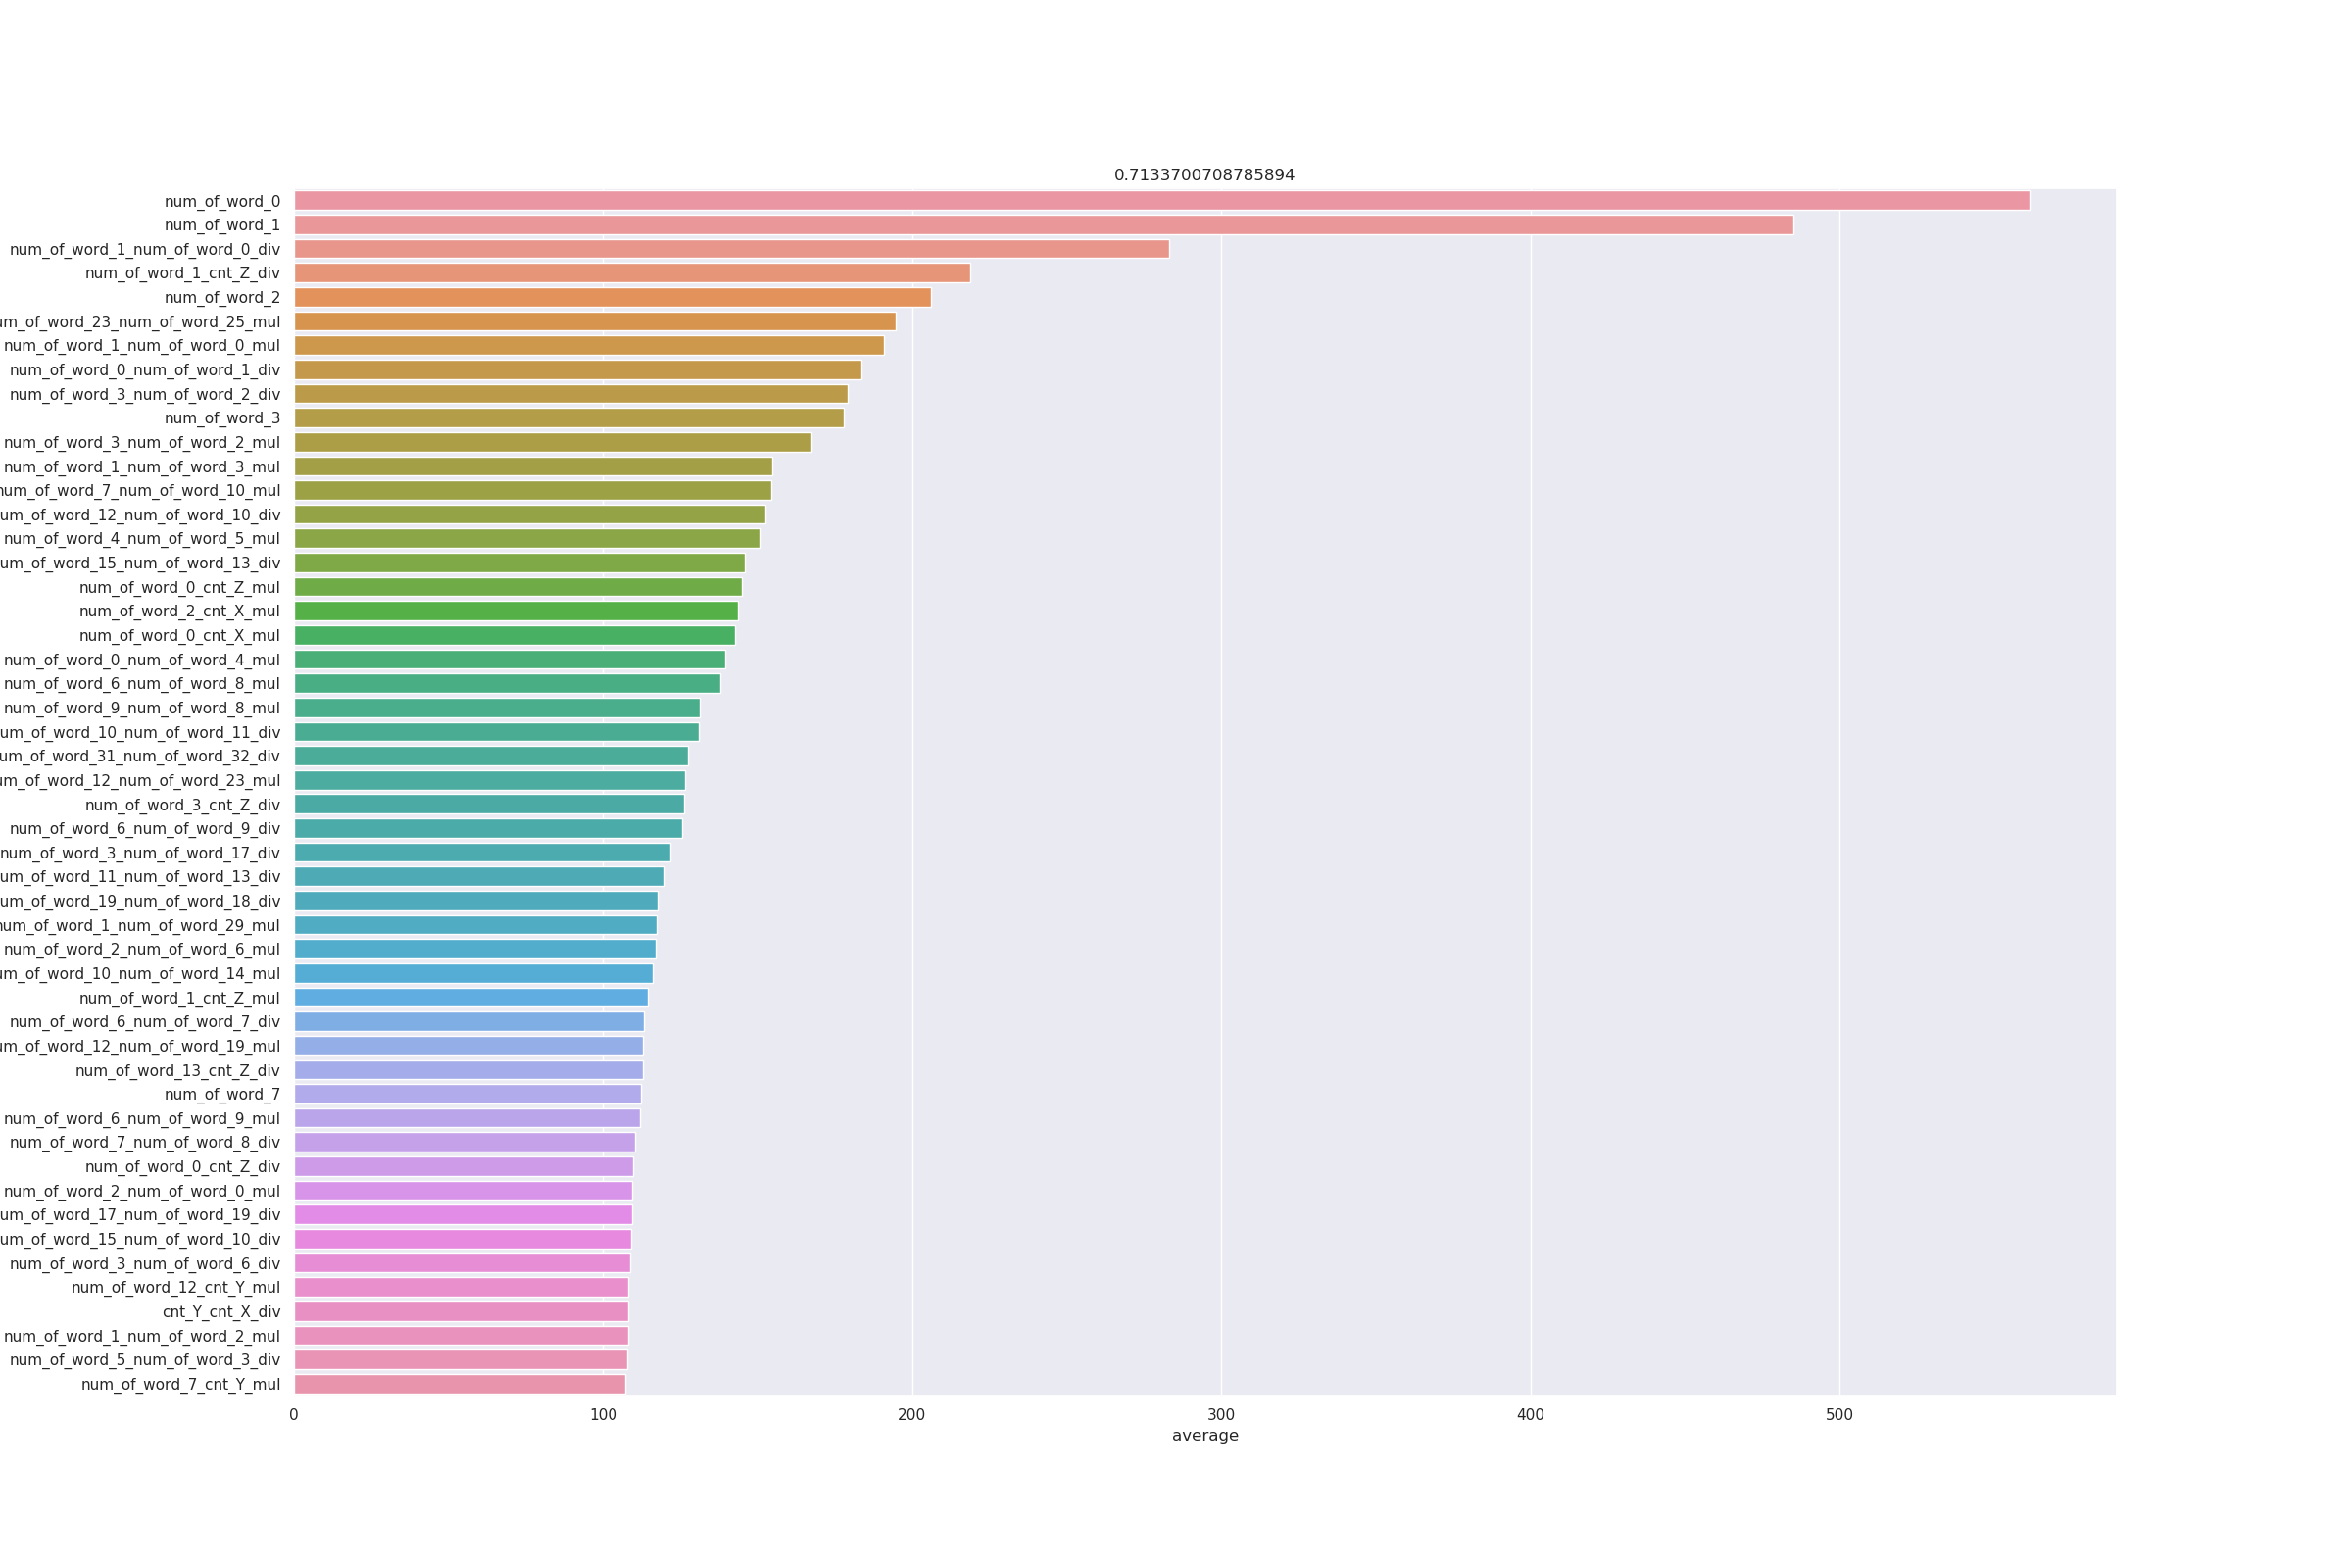 0.7133700708785894
num_of_word_0
num_of_word_1
num_of_word_1_num_of_word_0_div
num_of_word_1_cnt_Z_div
num_of_word_2
um_of_word_23_num_of_word_25_mul
num_of_word_1_num_of_word_0_mul
num_of_word_0_num_of_word_1_div
num_of_word_3_num_of_word_2_div
num_of_word_3
num_of_word_3_num_of_word_2_mul
num_of_word_1_num_of_word_3_mul
num_of_word_7_num_of_word_10_mul
um_of_word_12_num_of_word_10_div
num_of_word_4_num_of_word_5_mul
um_of_word_15_num_of_word_13_div
num_of_word_0_cnt_Z_mul
num_of_word_2_cnt_X_mul
num_of_word_0_cnt_X_mul
num_of_word_0_num_of_word_4_mul
num_of_word_6_num_of_word_8_mul
num_of_word_9_num_of_word_8_mul
um_of_word_10_num_of_word_11_div
um_of_word_31_num_of_word_32_div
um_of_word_12_num_of_word_23_mul
num_of_word_3_cnt_Z_div
num_of_word_6_num_of_word_9_div
num_of_word_3_num_of_word_17_div
um_of_word_11_num_of_word_13_div
um_of_word_19_num_of_word_18_div
num_of_word_1_num_of_word_29_mul
num_of_word_2_num_of_word_6_mul
um_of_word_10_num_of_word_14_mul
num_of_word_1_cnt_Z_mul
num_of_word_6_num_of_word_7_div
um_of_word_12_num_of_word_19_mul
num_of_word_13_cnt_Z_div
num_of_word_7
num_of_word_6_num_of_word_9_mul
num_of_word_7_num_of_word_8_div
num_of_word_0_cnt_Z_div
num_of_word_2_num_of_word_0_mul
um_of_word_17_num_of_word_19_div
um_of_word_15_num_of_word_10_div
num_of_word_3_num_of_word_6_div
num_of_word_12_cnt_Y_mul
cnt_Y_cnt_X_div
num_of_word_1_num_of_word_2_mul
num_of_word_5_num_of_word_3_div
num_of_word_7_cnt_Y_mul
0 100 200 300 400 500
average